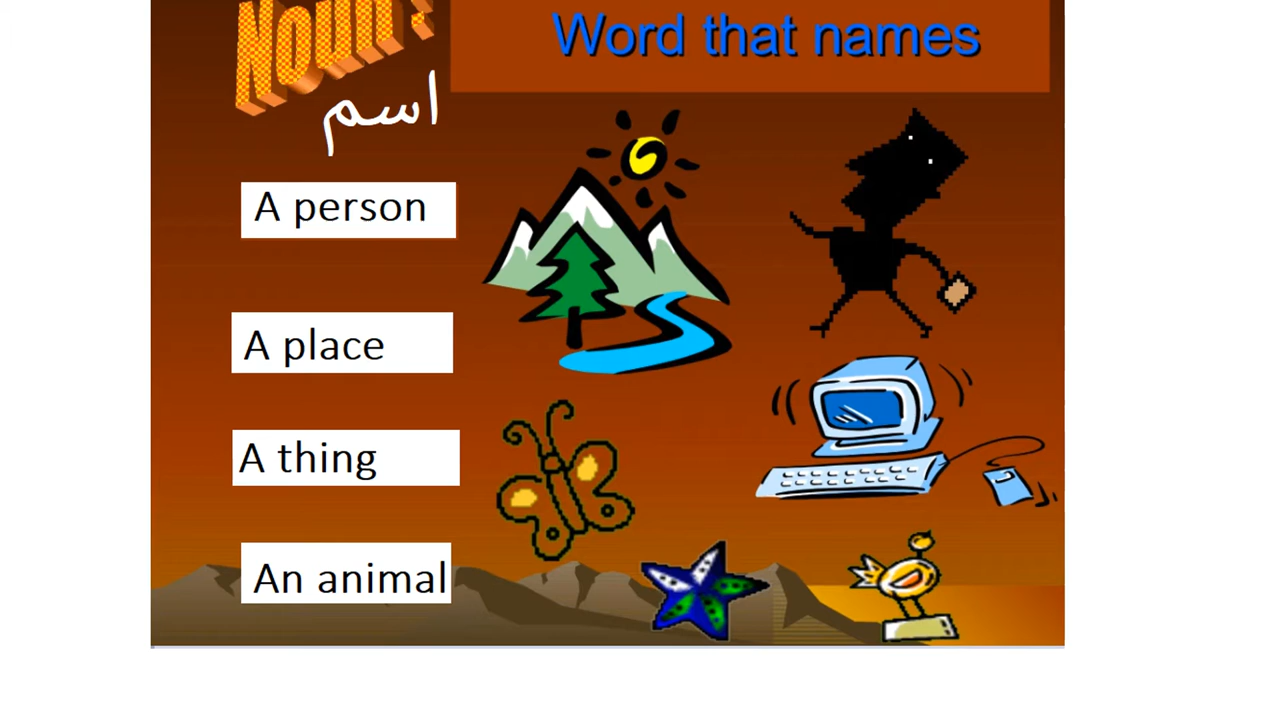 Noun?
Word that names
اسم
A person
A place
A thing
An animal